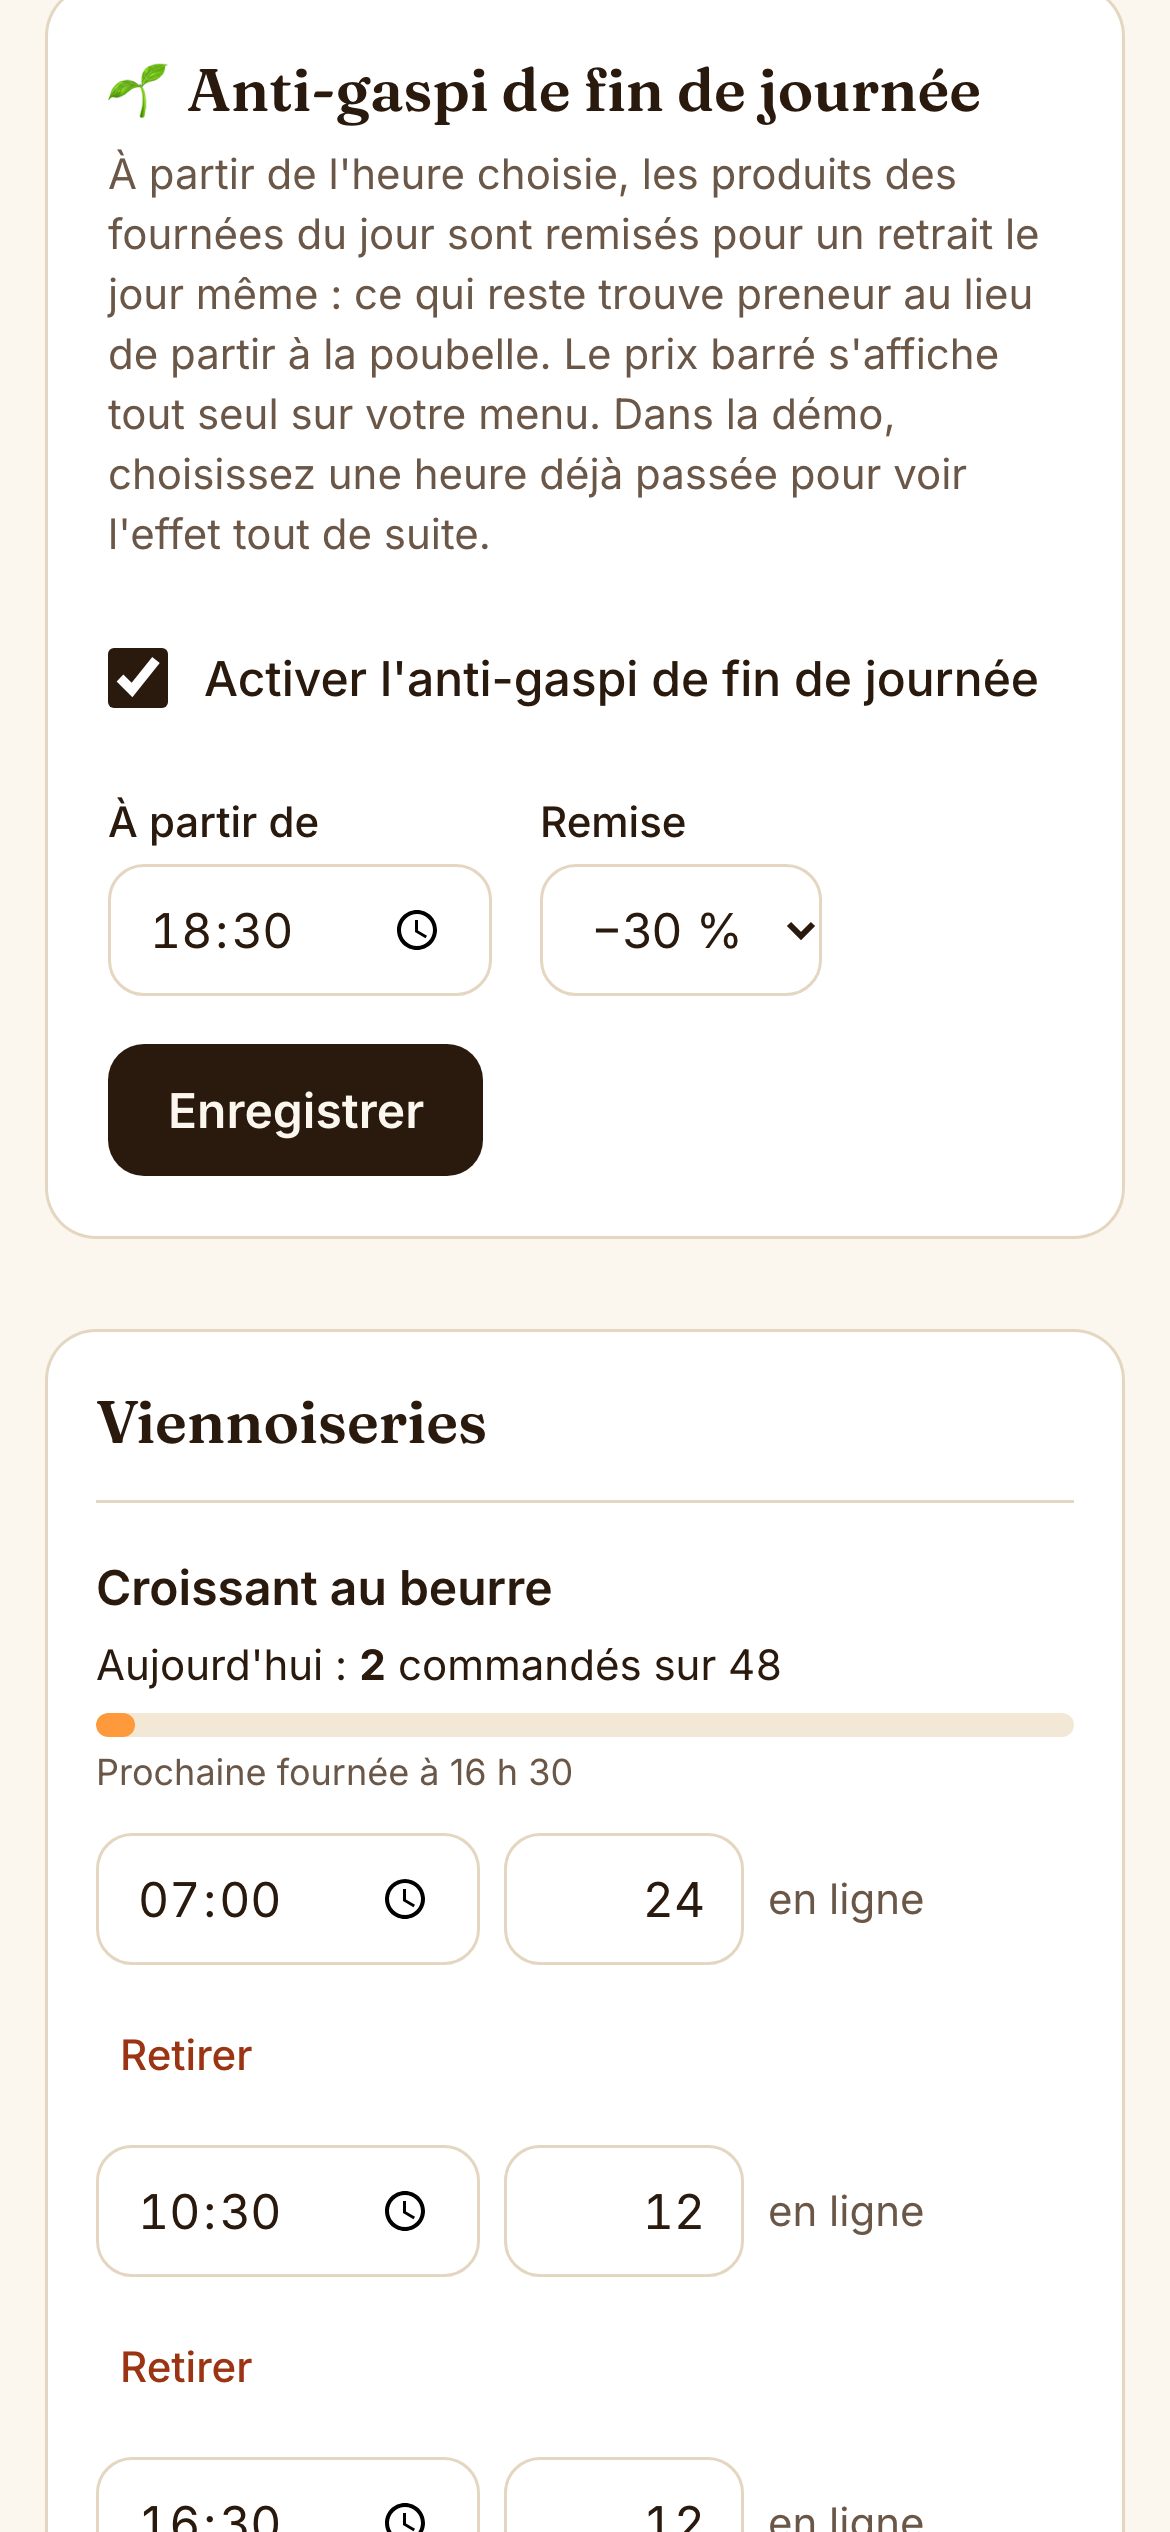 🌱 Anti-gaspi de fin de journée
À partir de l'heure choisie, les produits des
fournées du jour sont remisés pour un retrait le
jour même : ce qui reste trouve preneur au lieu
de partir à la poubelle. Le prix barré s'affiche
tout seul sur votre menu. Dans la démo,
choisissez une heure déjà passée pour voir
l'effet tout de suite.
Activer l'anti-gaspi de fin de journée
À partir de Remise
18:30 −30 %
Enregistrer
Viennoiseries
Croissant au beurre
Aujourd'hui : 2 commandés sur 48
Prochaine fournée à 16 h 30
07:00 24 en ligne
Retirer
10:30 12 en ligne
Retirer
16:30 12 en ligne